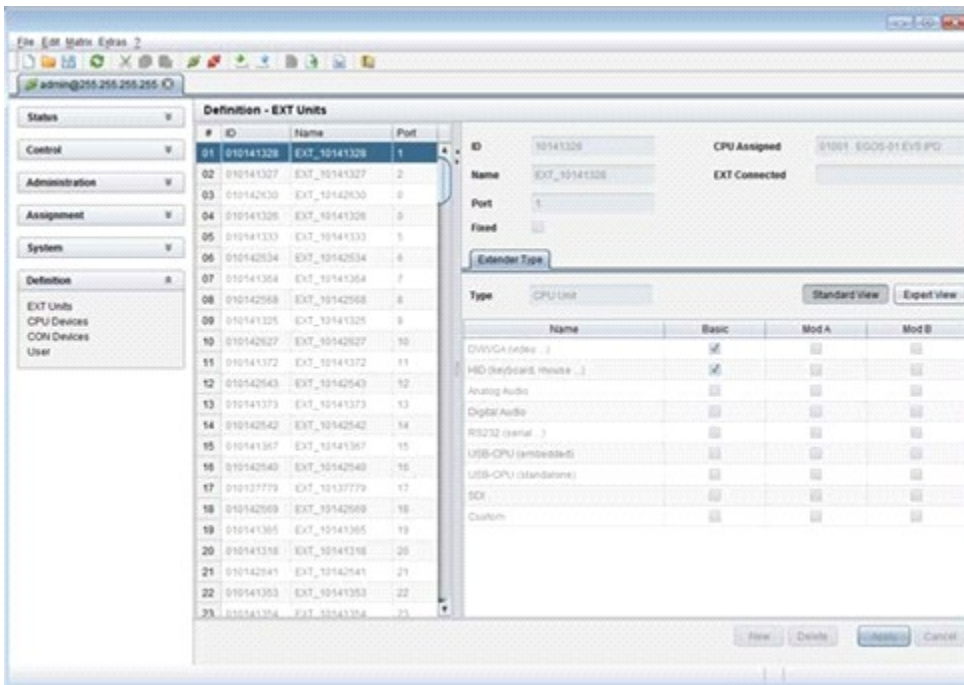 File Edit Matrix Extras ?
admin@255.255.255.255
Status
Control
Administration
Assignment
System
Definition
EXT Units
CPU Devices
CON Devices
User
Definition - EXT Units
# ID Name Port
01 010141328 EXT_10141328 1
02 010141327 EXT_10141327 2
03 010142630 EXT_10142630
04 010141326 EXT_10141326
05 010141333 EXT_10141333 5
06 010142534 EXT_10142534 6
07 010141364 EXT_10141364 7
08 010142568 EXT_10142568 8
09 010141325 EXT_10141325 9
10 010142627 EXT_10142627 10
11 010141372 EXT_10141372 11
12 010142543 EXT_10142543 12
13 010141373 EXT_10141373 13
14 010142542 EXT_10142542 14
15 010141367 EXT_10141367 15
16 010142540 EXT_10142540 16
17 010137779 EXT_10137779 17
18 010142569 EXT_10142569 18
19 010141365 EXT_10141365 19
20 010141318 EXT_10141318 20
21 010142541 EXT_10142541 21
22 010141353 EXT_10141353 22
23 010141354 EXT_10141354 23
ID 10141328 CPU Assigned 01001
Name EXT_10141328 EXT Connected
Port 1
Fixed
Extender Type
Type CPU Unit Standard View Expert View
Name Basic Mod A Mod B
DVI/VGA (video ...)
HID (keyboard, mouse ...)
Analog Audio
Digital Audio
RS232 (serial ...)
USB-CPU (embedded)
USB-CPU (standalone)
SDI
Custom
New Delete Apply Cancel